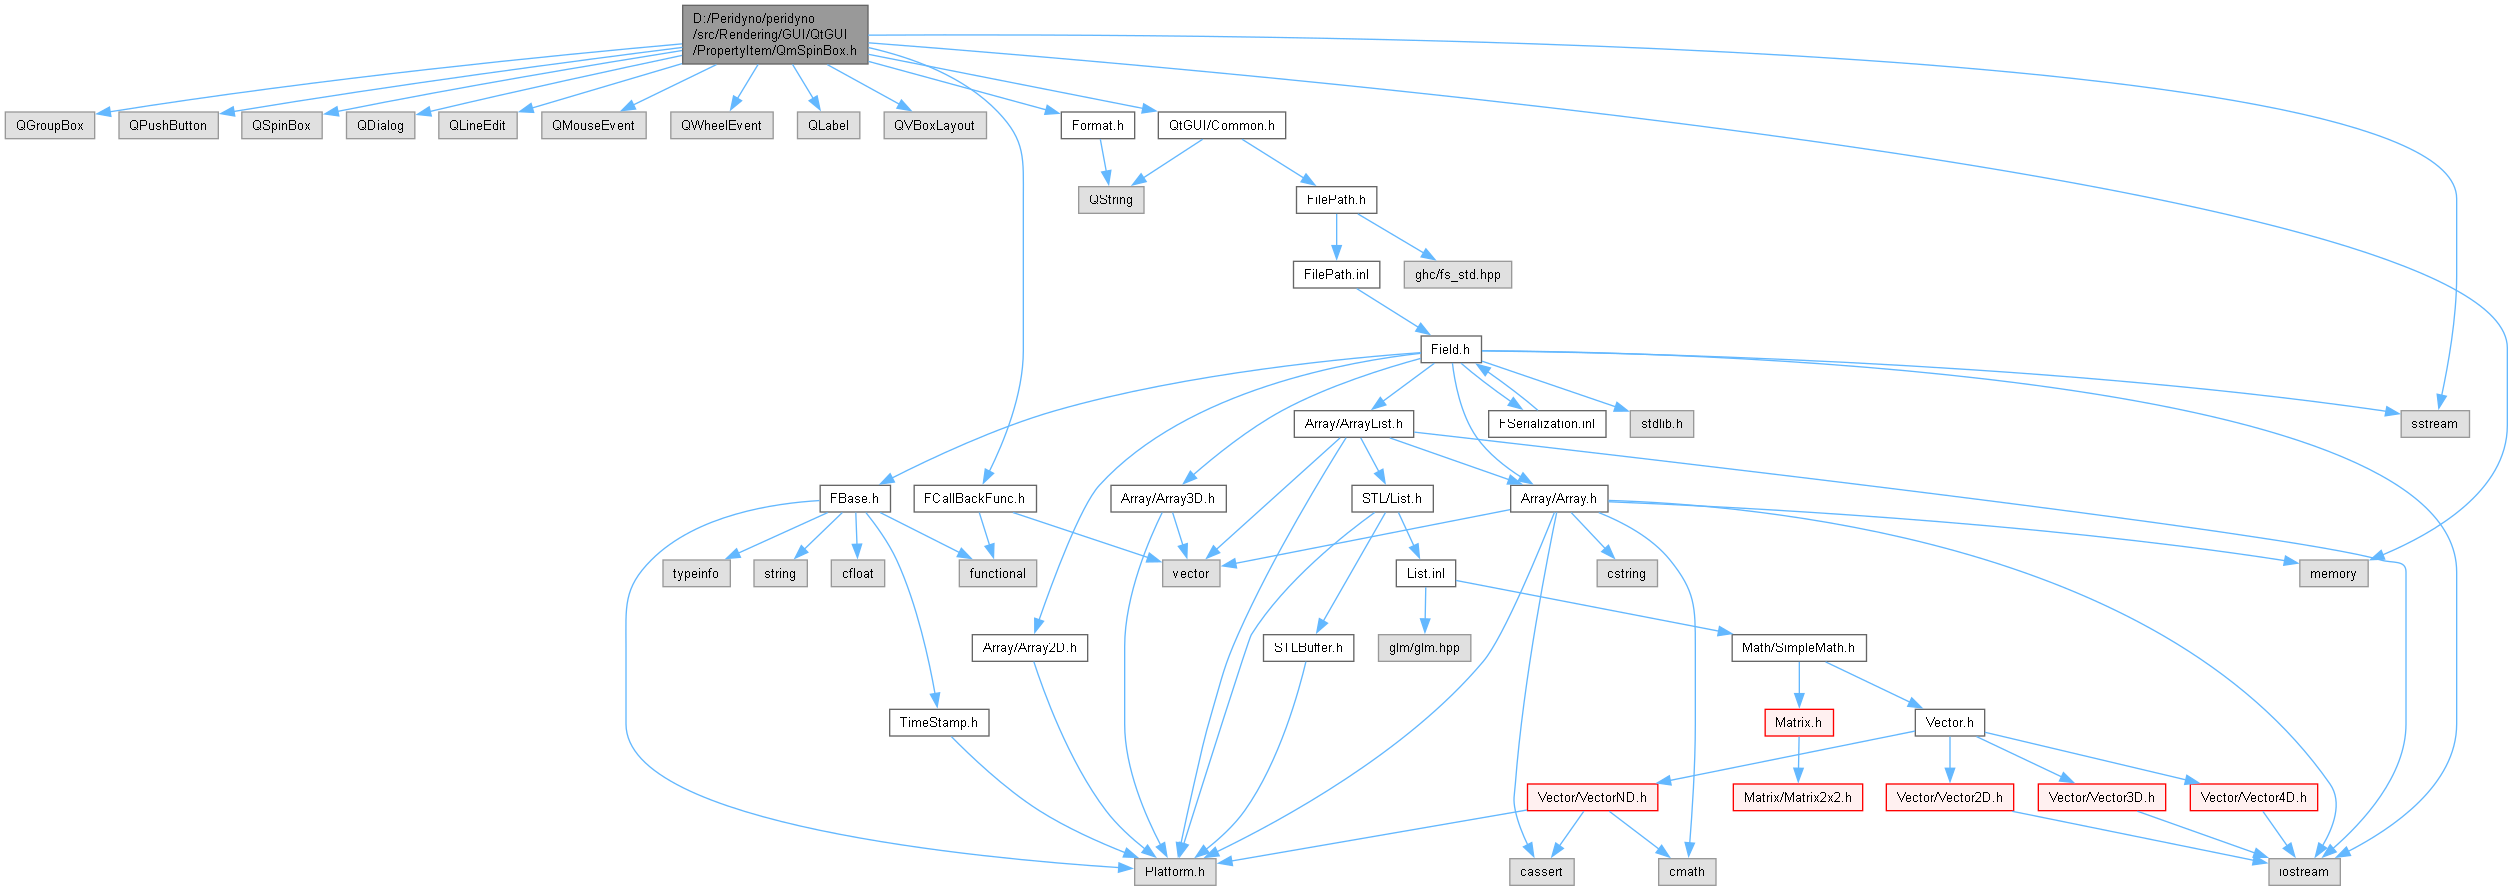 D:/Peridyno/peridyno
/src/Rendering/GUI/QtGUI
/PropertyItem/QmSpinBox.h
QGroupBox
QPushButton
QSpinBox
QDialog
QLineEdit
QMouseEvent
QWheelEvent
QLabel
QVBoxLayout
Format.h
QtGUI/Common.h
QString
FilePath.h
FilePath.inl
ghc/fs_std.hpp
Field.h
Array/ArrayList.h
FSerialization.inl
stdlib.h
sstream
FBase.h
FCallBackFunc.h
Array/Array3D.h
STL/List.h
Array/Array.h
typeinfo
string
cfloat
functional
vector
List.inl
cstring
memory
Array/Array2D.h
STLBuffer.h
glm/glm.hpp
Math/SimpleMath.h
TimeStamp.h
Matrix.h
Vector.h
Vector/VectorND.h
Matrix/Matrix2x2.h
Vector/Vector2D.h
Vector/Vector3D.h
Vector/Vector4D.h
Platform.h
cassert
cmath
iostream